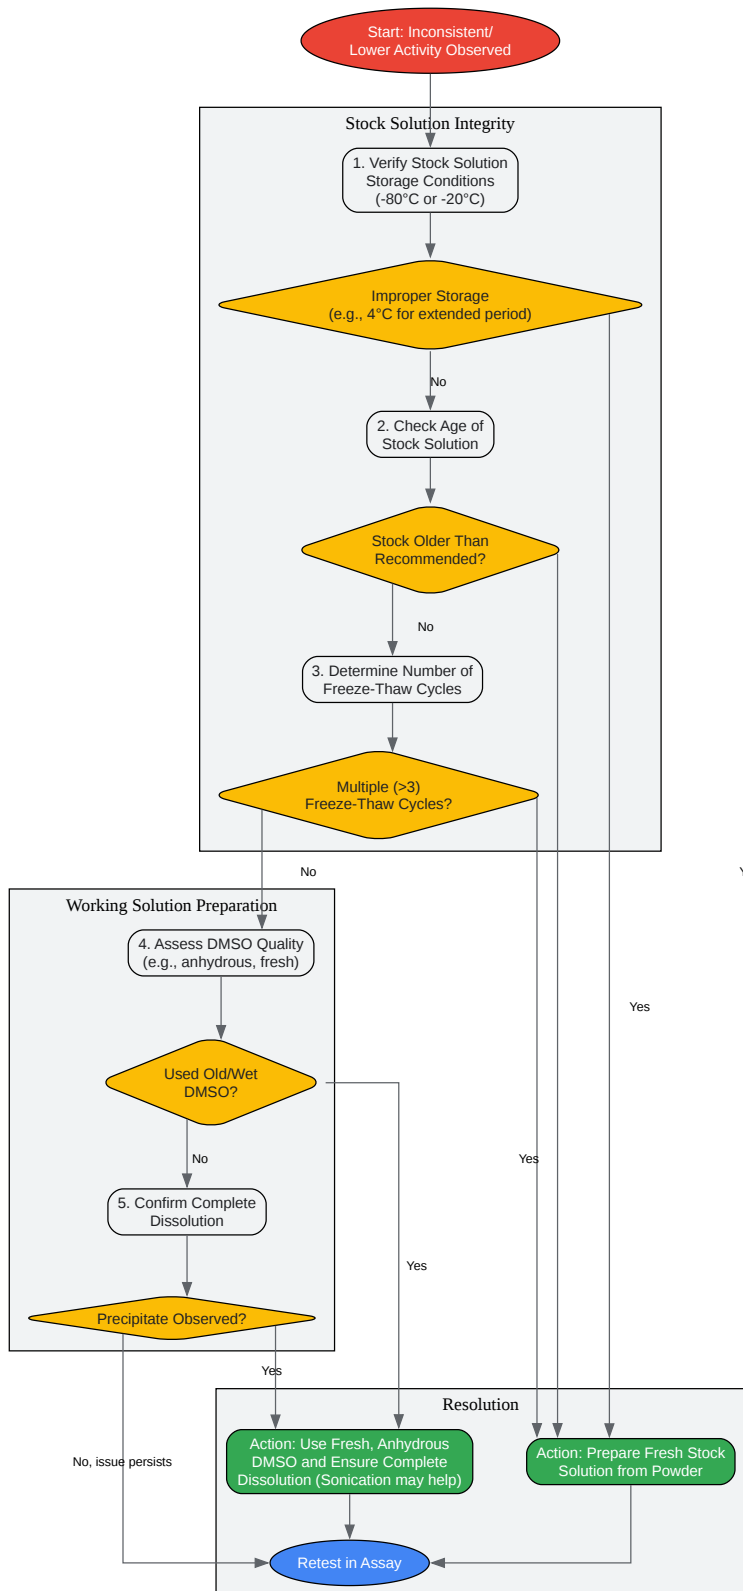 Start: Inconsistent/
Lower Activity Observed
Stock Solution Integrity
1. Verify Stock Solution
Storage Conditions
(-80°C or -20°C)
Improper Storage
(e.g., 4°C for extended period)
No
2. Check Age of
Stock Solution
Stock Older Than
Recommended?
No
3. Determine Number of
Freeze-Thaw Cycles
Multiple (>3)
Freeze-Thaw Cycles?
No
Working Solution Preparation
4. Assess DMSO Quality
(e.g., anhydrous, fresh)
Yes
Used Old/Wet
DMSO?
No
Yes
5. Confirm Complete
Dissolution
Yes
Precipitate Observed?
Yes
Resolution
Action: Use Fresh, Anhydrous
DMSO and Ensure Complete
Dissolution (Sonication may help)
Action: Prepare Fresh Stock
Solution from Powder
No, issue persists
Retest in Assay